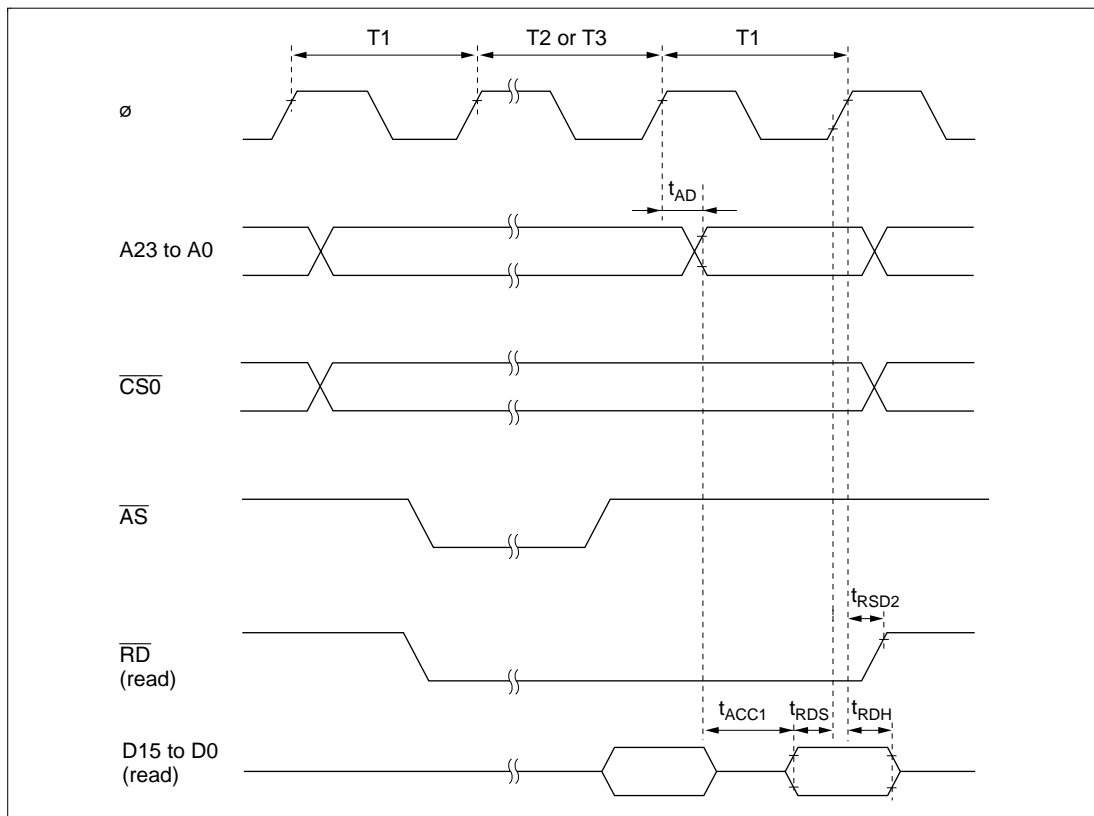 T1 T2 or T3 T1
ø
tAD
A23 to A0
CS0
AS
tRSD2
RD
(read)
tACC1 tRDS tRDH
D15 to D0
(read)